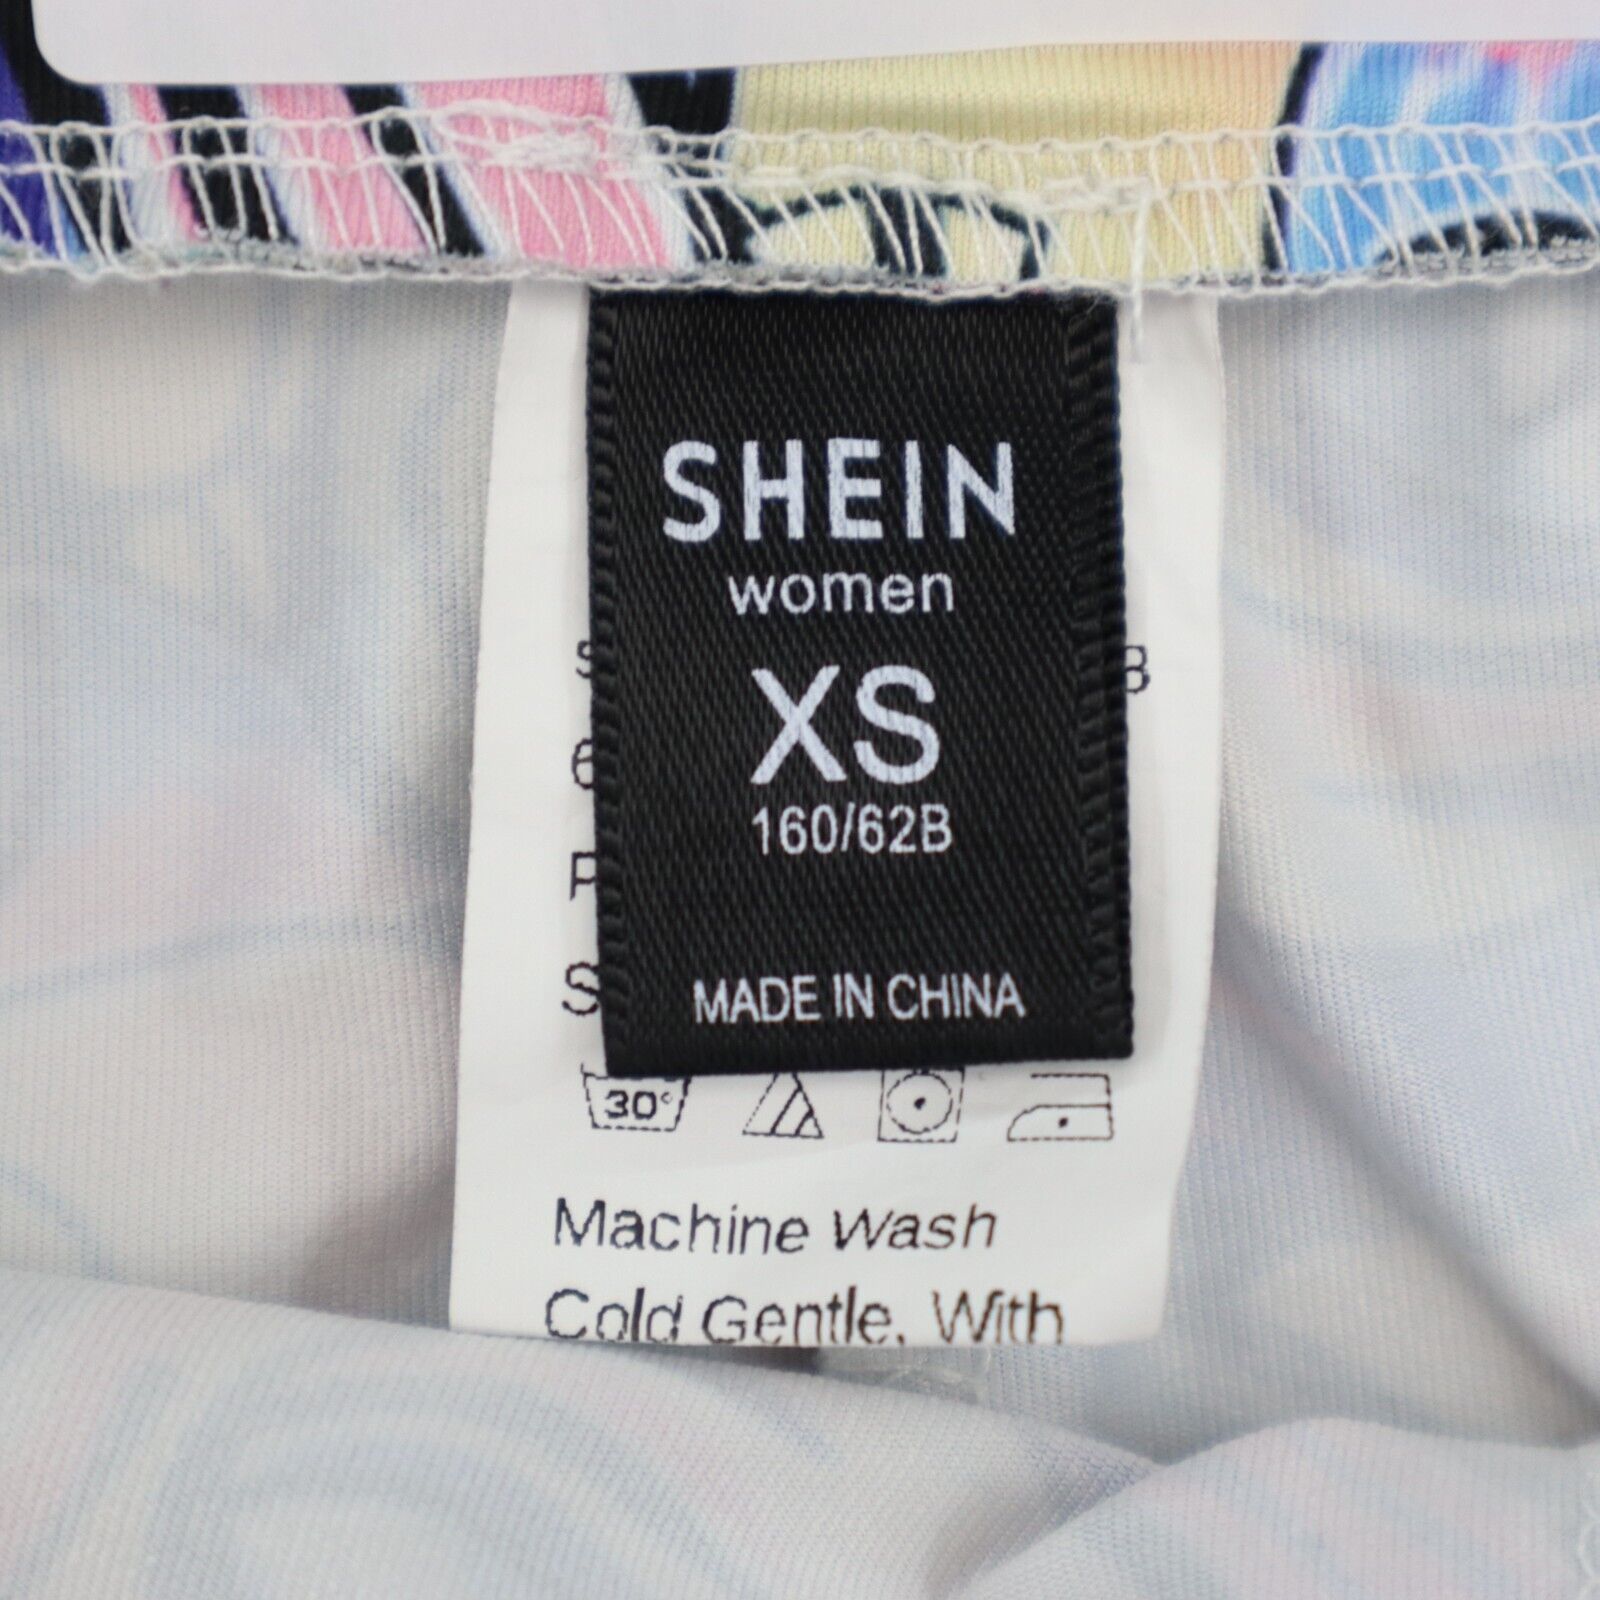 SHEIN
women
XS
160/62B
MADE IN CHINA
30°
Machine Wash
Cold Gentle, With